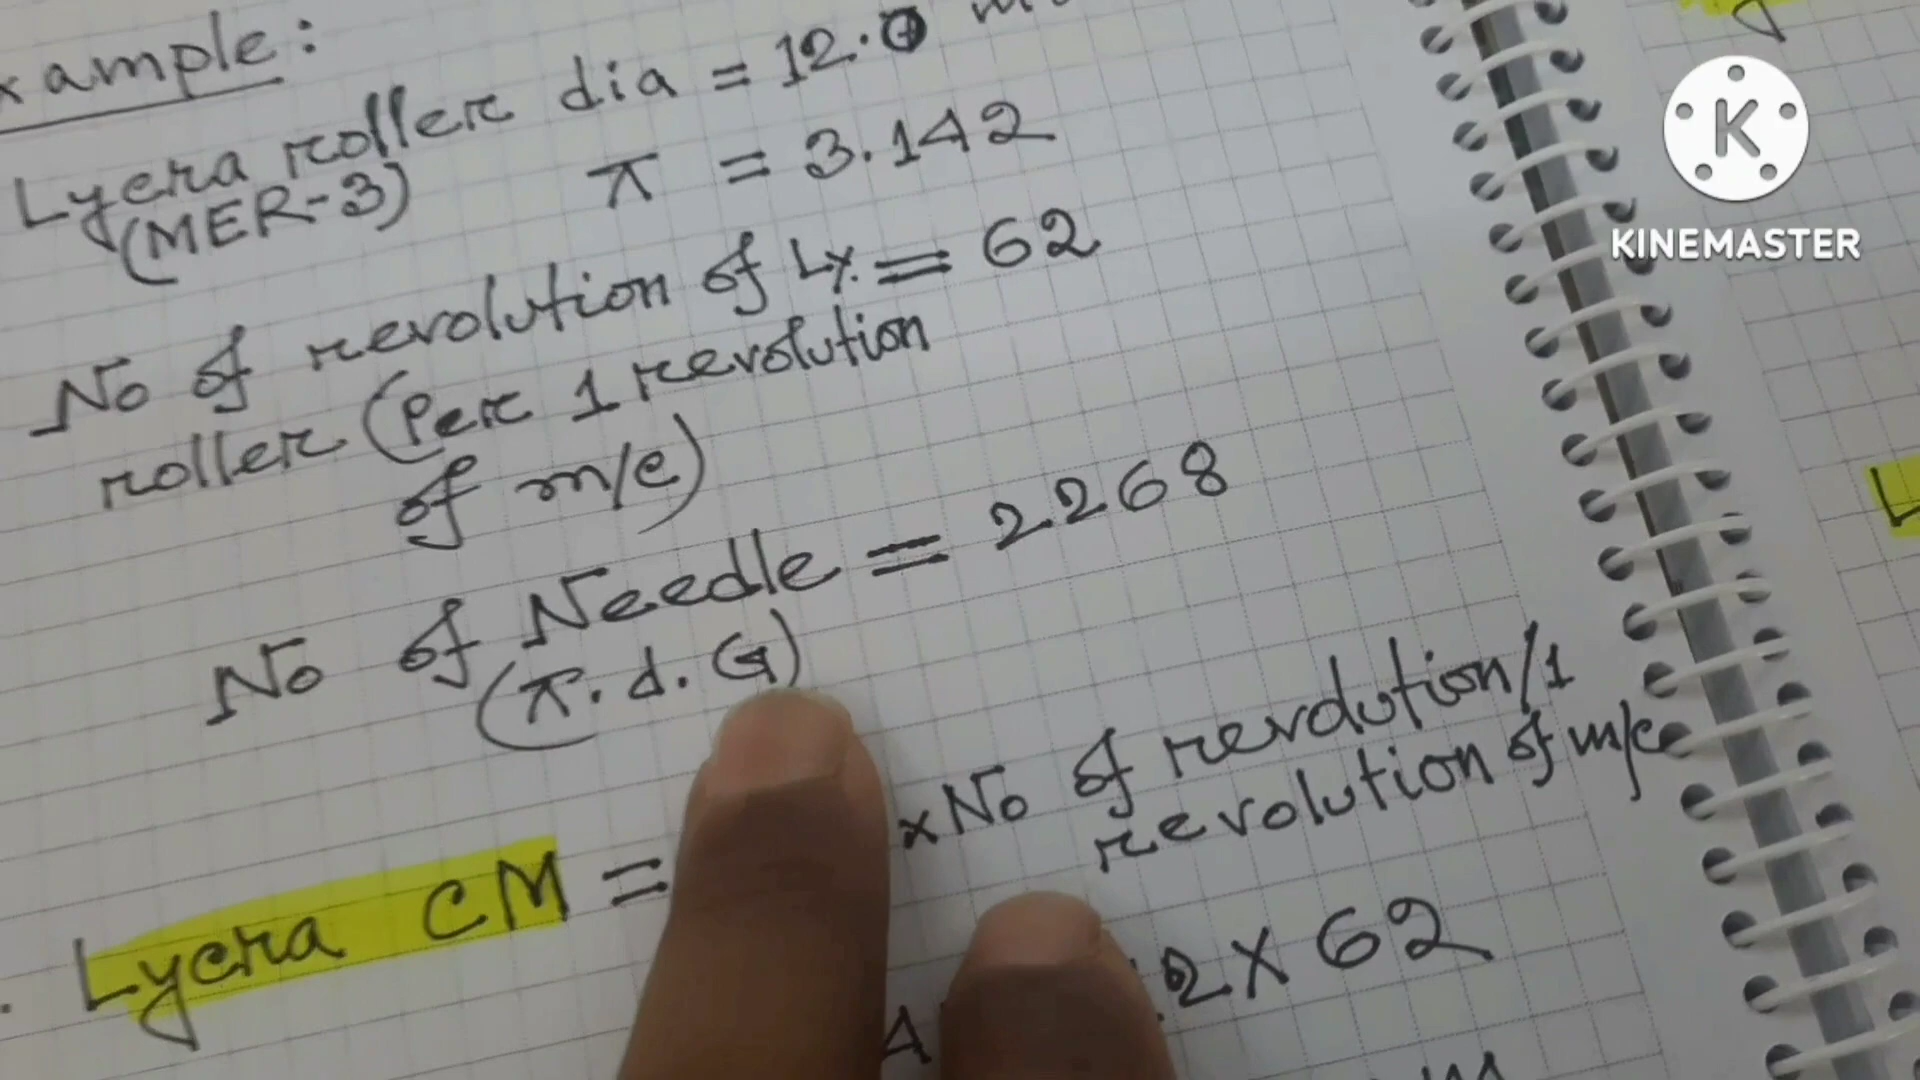 xample:
Lycra roller dia = 12.0
(MER-3)
π = 3.142
No of revolution of Ly. = 62
roller (Per 1 revolution
of m/c)
No of Needle = 2268
(π.d.G)
Lycra CM =
×No of revolution/1
revolution of m/c
.2 × 62
KINEMASTER